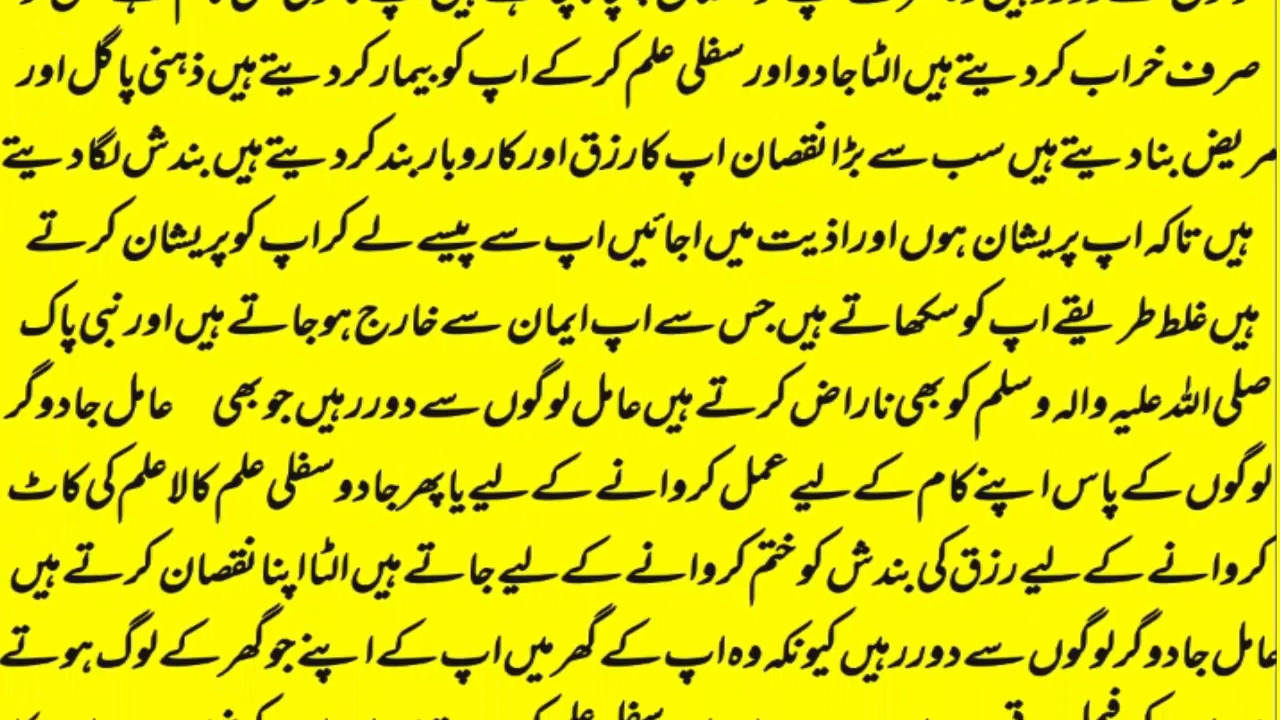 صرف خراب کر دیتے ہیں الٹا جادو اور سفلی علم کر کے اپ کو بیمار کر دیتے ہیں ذہنی پاگل اور
مریض بنا دیتے ہیں سب سے بڑا نقصان اپ کا رزق اور کاروبار بند کر دیتے ہیں بندش لگا دیتے
ہیں تاکہ اپ پریشان ہوں اور اذیت میں اجائیں اپ سے پیسے لے کر اپ کو پریشان کرتے
ہیں غلط طریقے اپ کو سکھاتے ہیں جس سے اپ ایمان سے خارج ہو جاتے ہیں اور نبی پاک
صلی اللہ علیہ والہ وسلم کو بھی ناراض کرتے ہیں عامل لوگوں سے دور رہیں جو بھی عامل جادوگر
لوگوں کے پاس اپنے کام کے لیے عمل کروانے کے لیے یا پھر جادو سفلی علم کالا علم کی کاٹ
کروانے کے لیے رزق کی بندش کو ختم کروانے کے لیے جاتے ہیں الٹا اپنا نقصان کرتے ہیں
عامل جادوگر لوگوں سے دور رہیں کیونکہ وہ اپ کے گھر میں اپ کے اپنے جو گھر کے لوگ ہوتے